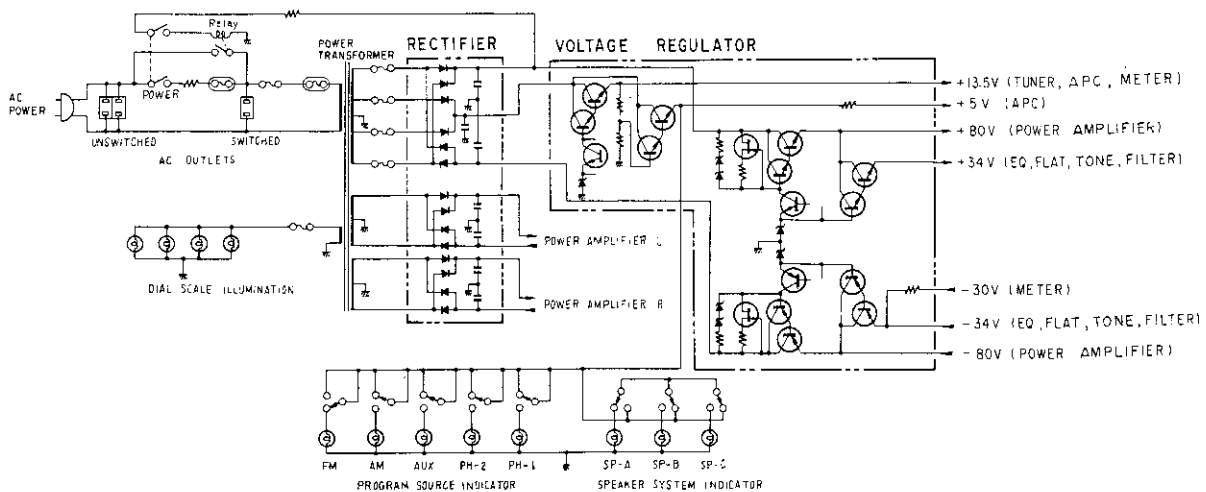 Relay
POWER
TRANSFORMER
RECTIFIER
VOLTAGE REGULATOR
AC
POWER
POWER
UNSWITCHED
SWITCHED
AC OUTLETS
+13.5V (TUNER, APC, METER)
+5V (APC)
+80V (POWER AMPLIFIER)
+34V (EQ, FLAT, TONE, FILTER)
POWER AMPLIFIER L
DIAL SCALE ILLUMINATION
POWER AMPLIFIER R
-30V (METER)
-34V (EQ, FLAT, TONE, FILTER)
-80V (POWER AMPLIFIER)
FM AM AUX PH-2 PH-1
SP-A SP-B SP-C
PROGRAM SOURCE INDICATOR
SPEAKER SYSTEM INDICATOR